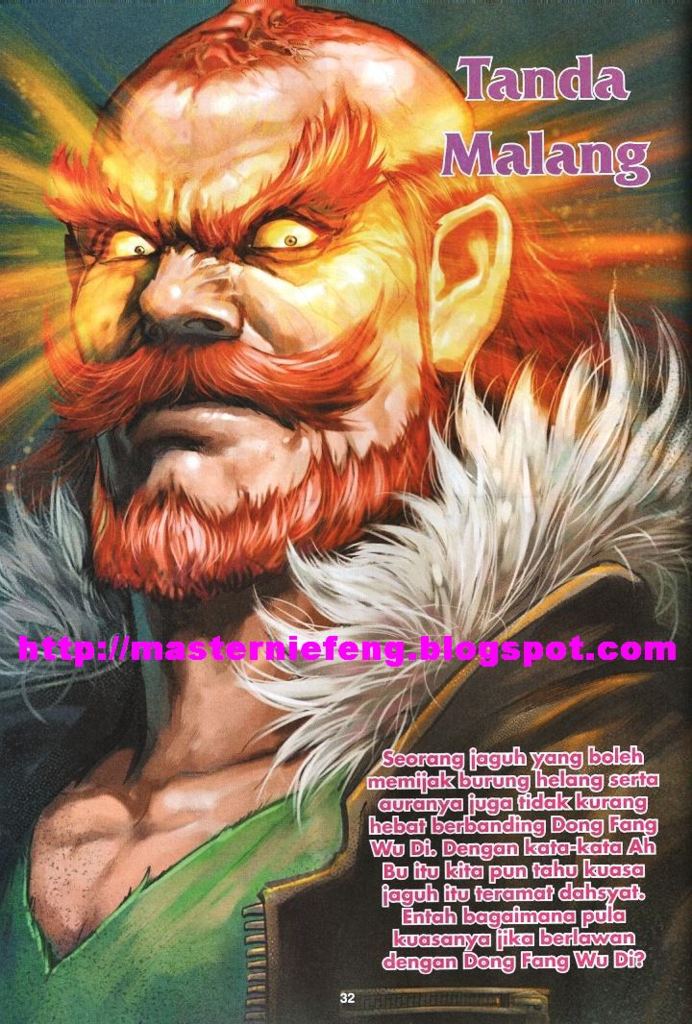 Tanda
Malang
http://masterniefeng.blogspot.com
Seorang jaguh yang boleh
memijak burung helang serta
auranya juga tidak kurang
hebat berbanding Dong Fang
Wu Di. Dengan kata-kata Ah
Bu itu kita pun tahu kuasa
jaguh itu teramat dahsyat.
Entah bagaimana pula
kuasanya jika berlawan
dengan Dong Fang Wu Di?
32